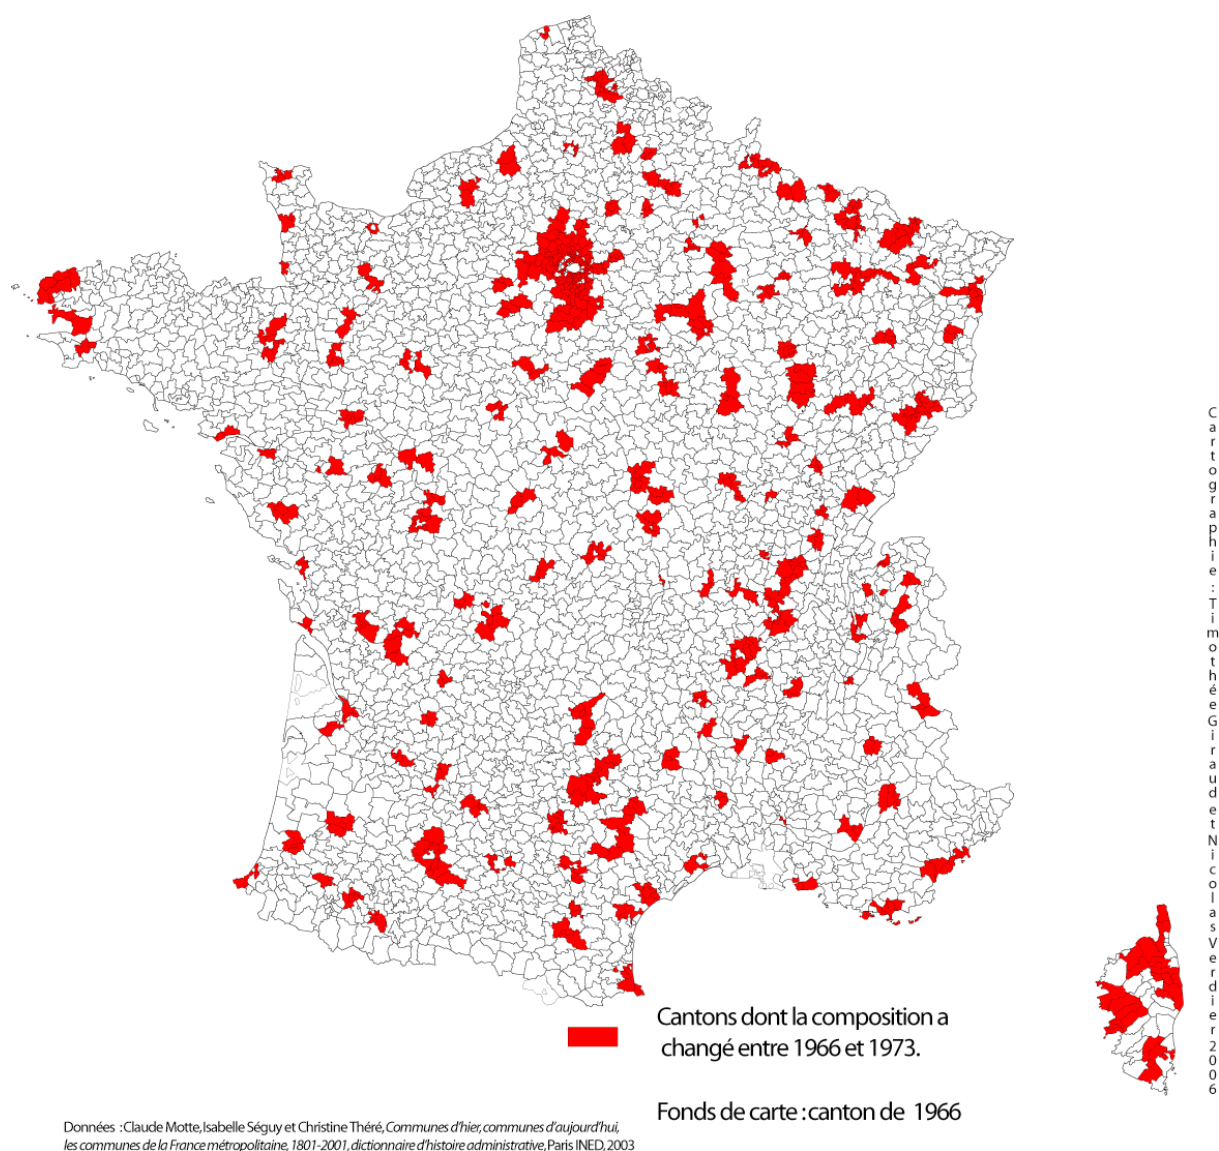 Cantons dont la composition a
changé entre 1966 et 1973.
Fonds de carte : canton de 1966
Données : Claude Motte, Isabelle Séguy et Christine Théré, Communes d'hier, communes d'aujourd'hui,
les communes de la France métropolitaine, 1801-2001, dictionnaire d'histoire administrative, Paris INED, 2003
Cartographie : Timothée Giraud et Nicolas Verdier 2006